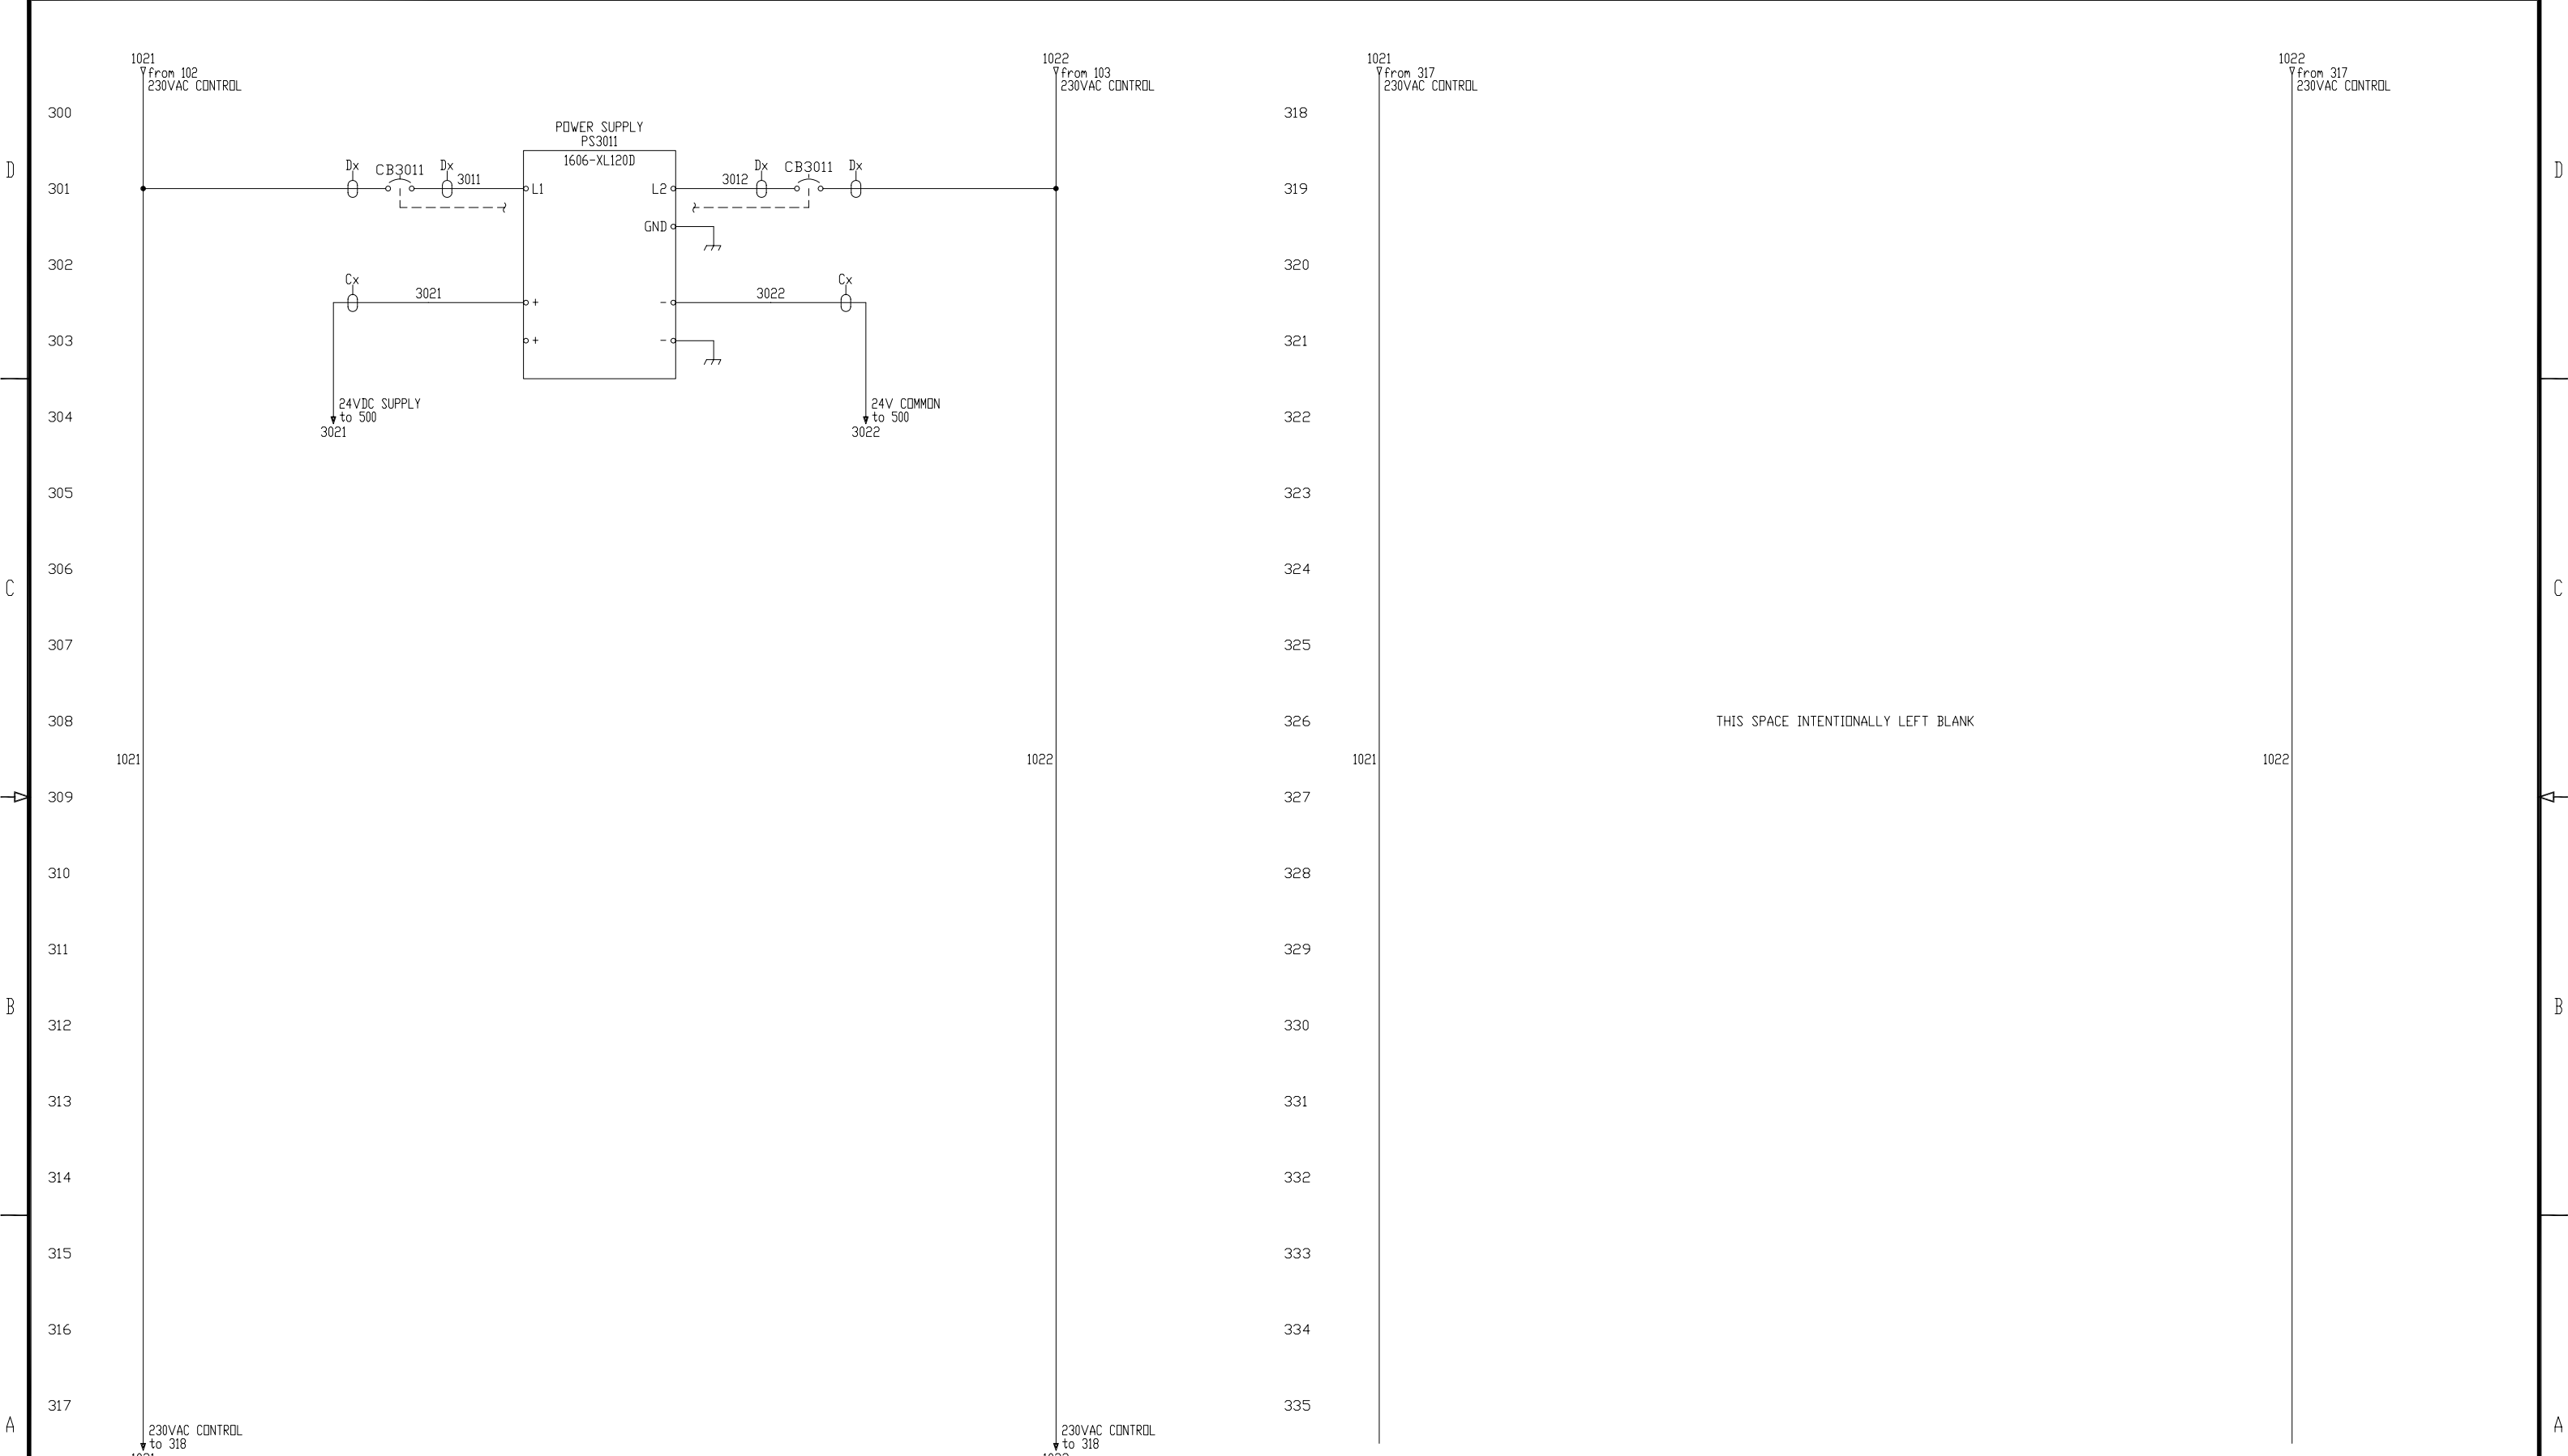 1021
from 102
230VAC CONTROL
1022
from 103
230VAC CONTROL
1021
from 317
230VAC CONTROL
1022
from 317
230VAC CONTROL
300
318
POWER SUPPLY
PS3011
1606-XL120D
D
Dx
CB3011
Dx
3011
Dx
CB3011
Dx
3012
D
301
L1
L2
319
GND
302
320
Cx
3021
+
-
3022
Cx
303
+
-
321
304
24VDC SUPPLY
to 500
3021
24V COMMON
to 500
3022
322
305
323
306
324
C
C
307
325
308
326
THIS SPACE INTENTIONALLY LEFT BLANK
1021
1022
1021
1022
309
327
310
328
311
329
B
B
312
330
313
331
314
332
315
333
316
334
317
335
A
A
230VAC CONTROL
to 318
230VAC CONTROL
to 318